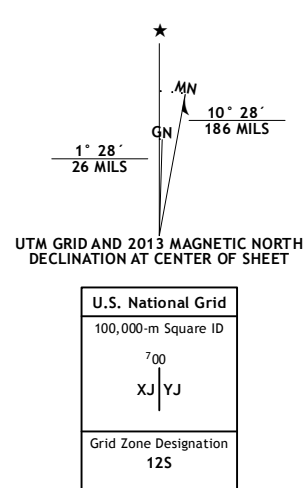 ★
MN
GN
10° 28´
186 MILS
1° 28´
26 MILS
UTM GRID AND 2013 MAGNETIC NORTH
DECLINATION AT CENTER OF SHEET
U.S. National Grid
100,000-m Square ID
⁷00
XJ YJ
Grid Zone Designation
12S